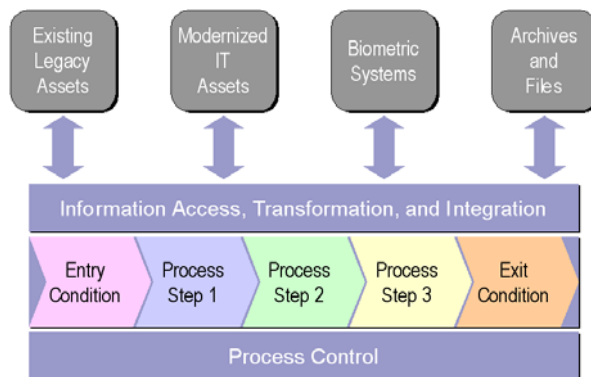 Existing
Legacy
Assets
Modernized
IT
Assets
Biometric
Systems
Archives
and
Files
Information Access, Transformation, and Integration
Entry
Condition
Process
Step 1
Process
Step 2
Process
Step 3
Exit
Condition
Process Control